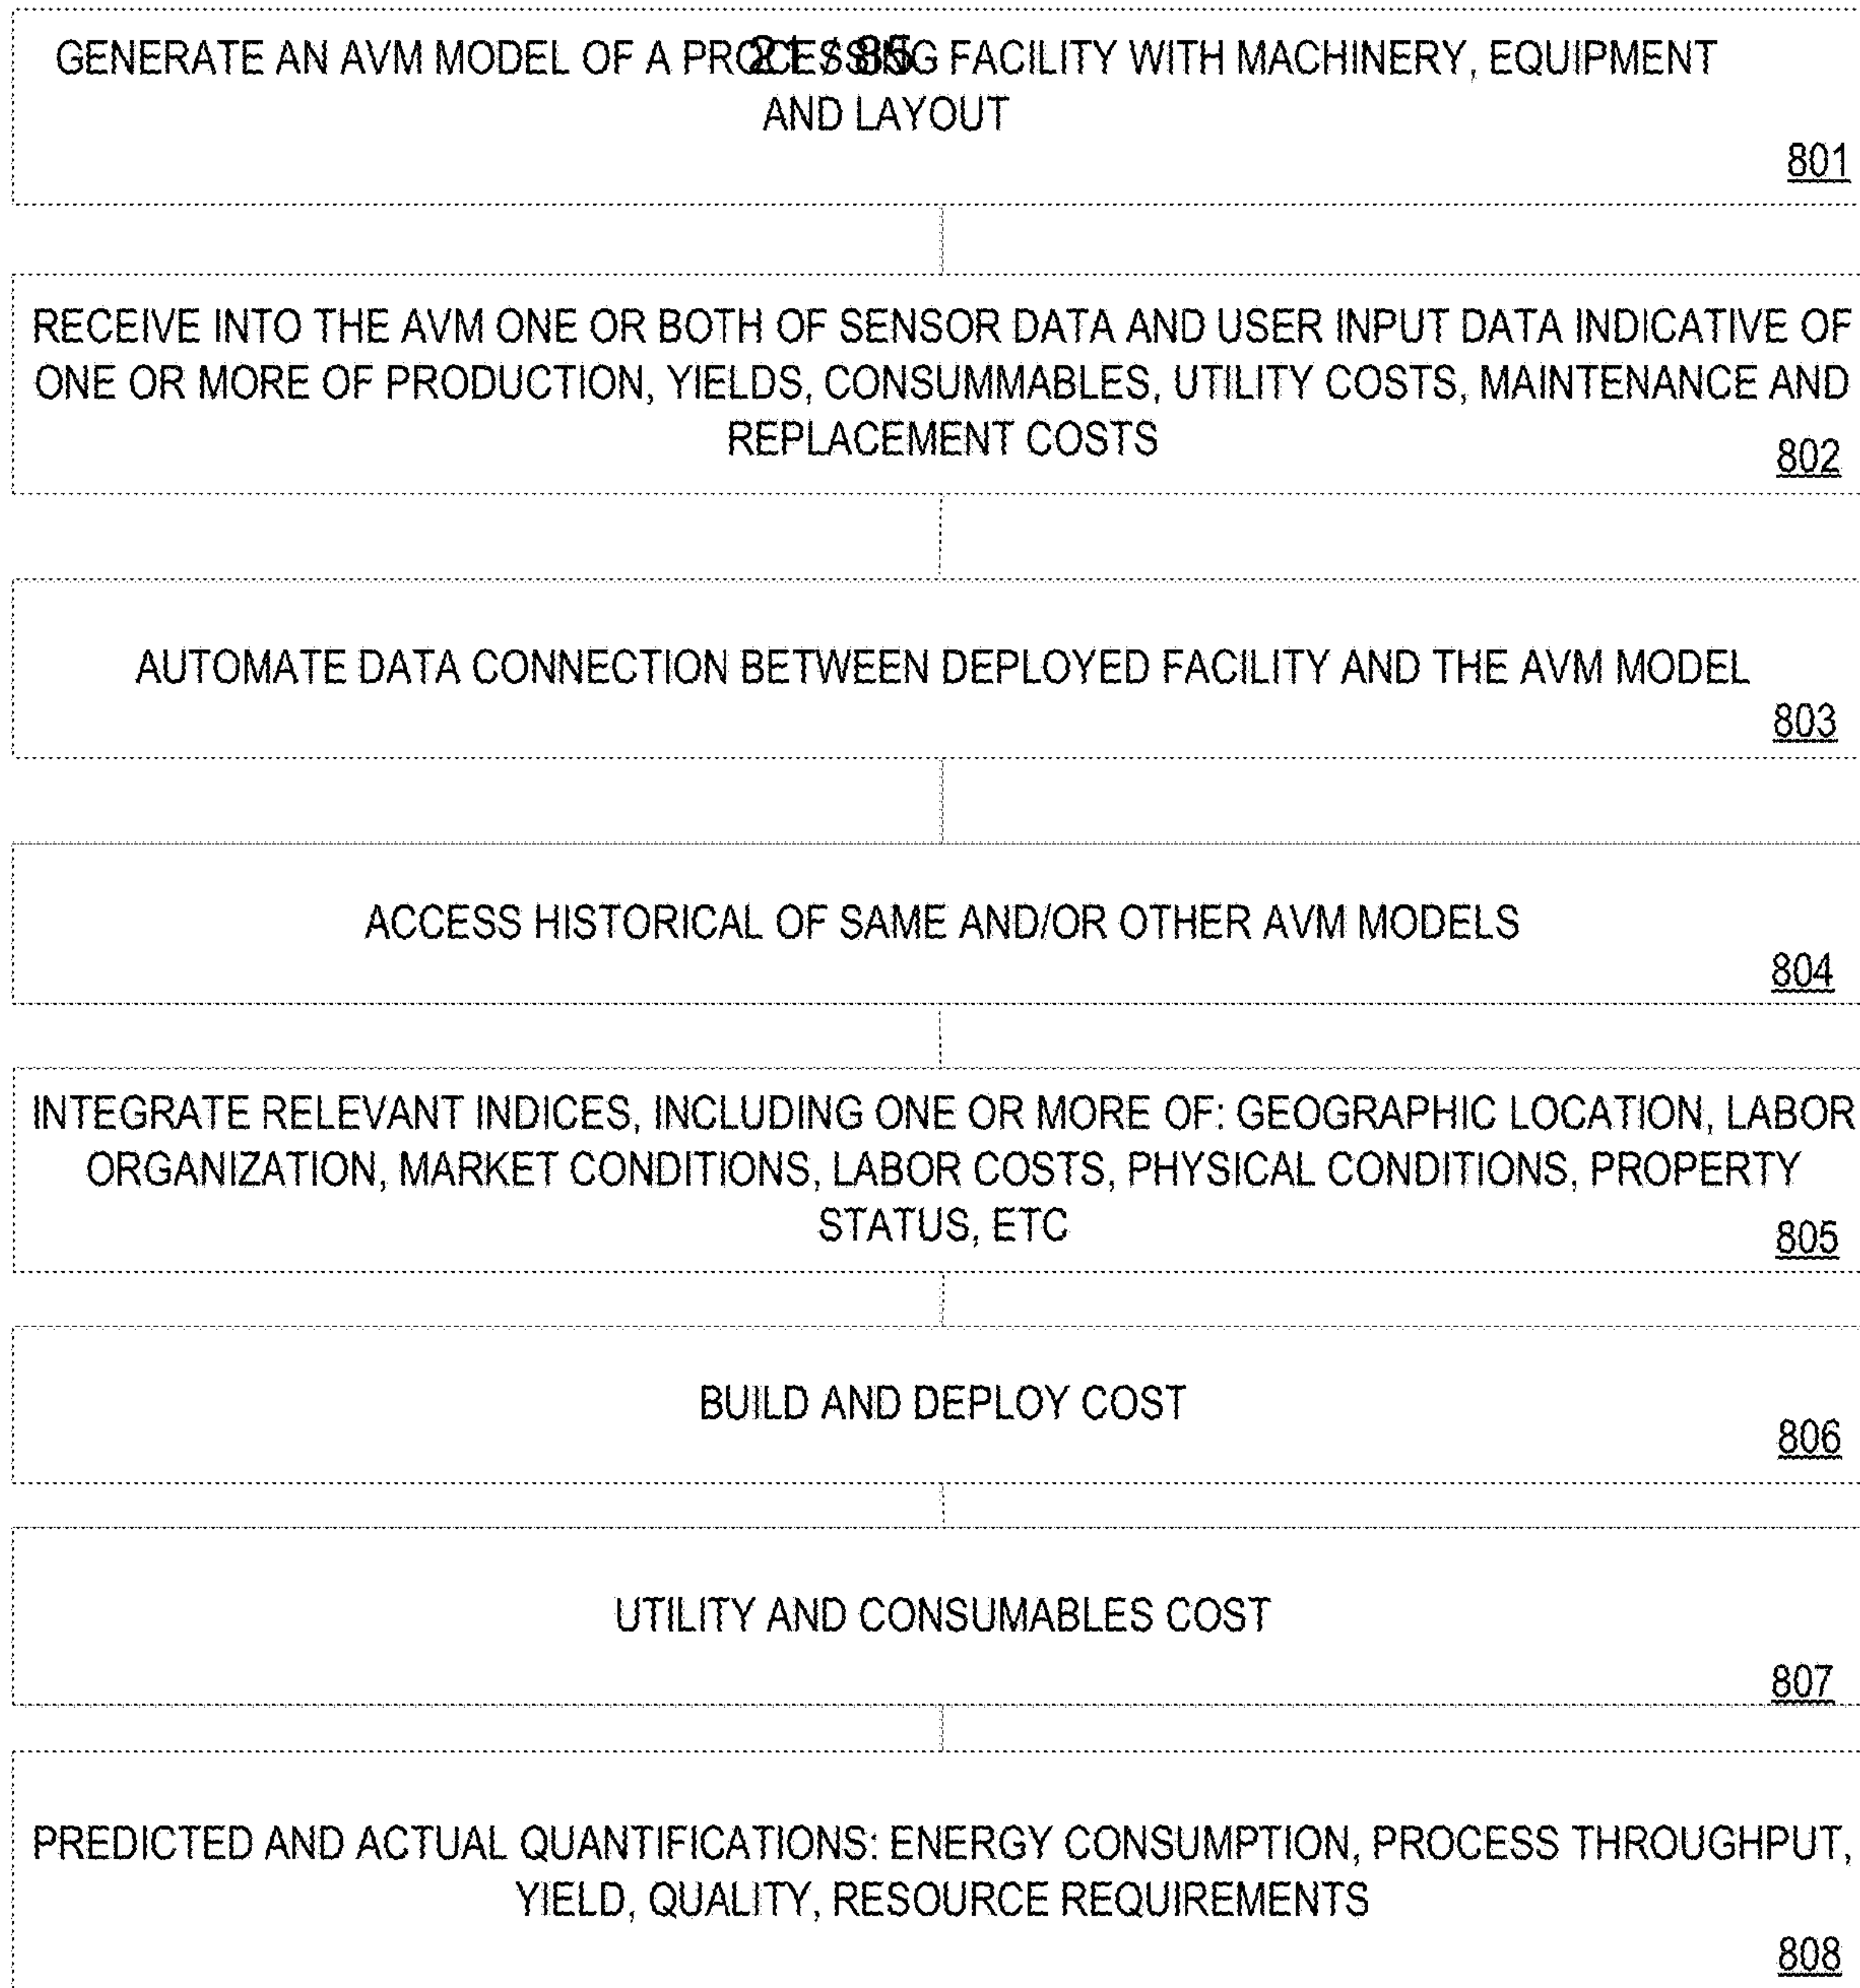 21 / 85
GENERATE AN AVM MODEL OF A PROCESSING FACILITY WITH MACHINERY, EQUIPMENT
AND LAYOUT
801
RECEIVE INTO THE AVM ONE OR BOTH OF SENSOR DATA AND USER INPUT DATA INDICATIVE OF
ONE OR MORE OF PRODUCTION, YIELDS, CONSUMMABLES, UTILITY COSTS, MAINTENANCE AND
REPLACEMENT COSTS
802
AUTOMATE DATA CONNECTION BETWEEN DEPLOYED FACILITY AND THE AVM MODEL
803
ACCESS HISTORICAL OF SAME AND/OR OTHER AVM MODELS
804
INTEGRATE RELEVANT INDICES, INCLUDING ONE OR MORE OF: GEOGRAPHIC LOCATION, LABOR
ORGANIZATION, MARKET CONDITIONS, LABOR COSTS, PHYSICAL CONDITIONS, PROPERTY
STATUS, ETC
805
BUILD AND DEPLOY COST
806
UTILITY AND CONSUMABLES COST
807
PREDICTED AND ACTUAL QUANTIFICATIONS: ENERGY CONSUMPTION, PROCESS THROUGHPUT,
YIELD, QUALITY, RESOURCE REQUIREMENTS
808